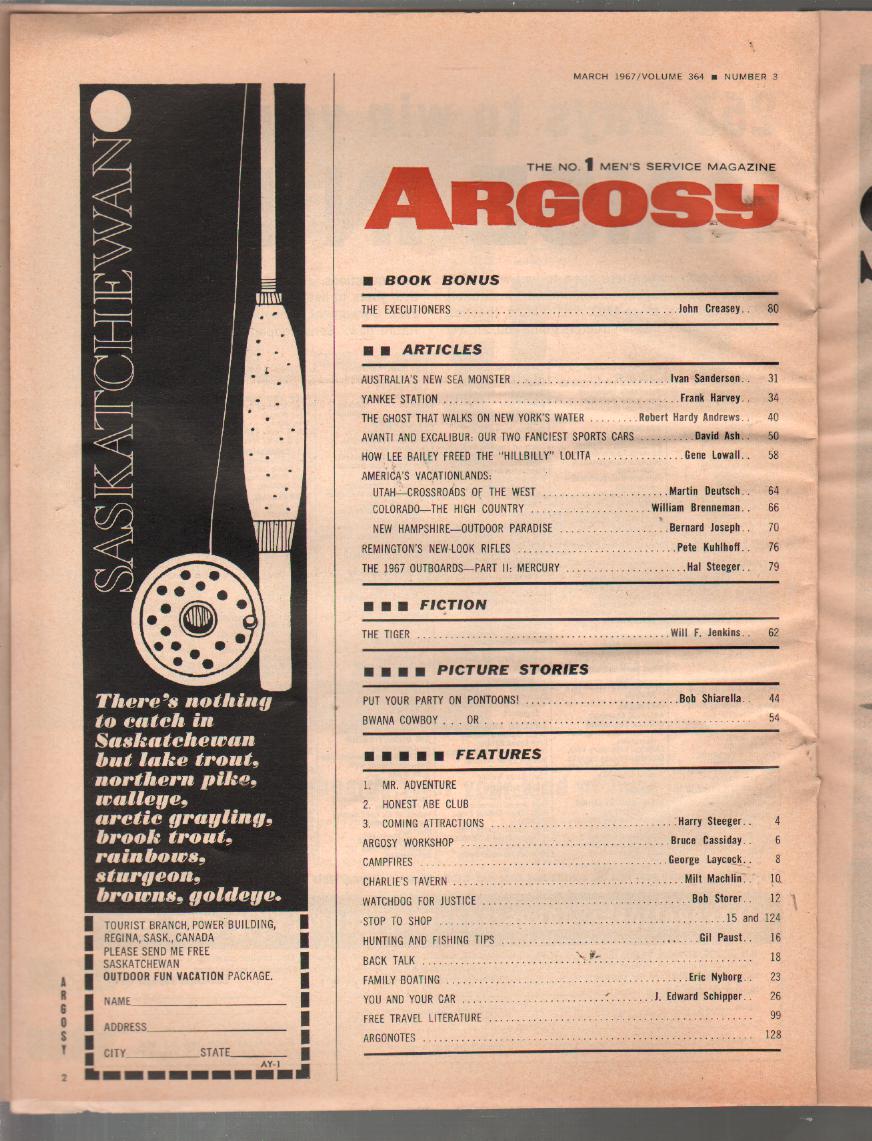 SASKATCHEWAN
There's nothing
to catch in
Saskatchewan
but lake trout,
northern pike,
walleye,
arctic grayling,
brook trout,
rainbows,
sturgeon,
browns, goldeye.
TOURIST BRANCH, POWER BUILDING,
REGINA, SASK., CANADA
PLEASE SEND ME FREE
SASKATCHEWAN
OUTDOOR FUN VACATION PACKAGE.
NAME
ADDRESS
CITY STATE
AY-1
ARGOSY
2
MARCH 1967/VOLUME 364 ■ NUMBER 3
THE NO. 1 MEN'S SERVICE MAGAZINE
ARGOSY
■ BOOK BONUS
THE EXECUTIONERS ........ John Creasey.. 80
■ ■ ARTICLES
AUSTRALIA'S NEW SEA MONSTER ........ Ivan Sanderson.. 31
YANKEE STATION ........ Frank Harvey.. 34
THE GHOST THAT WALKS ON NEW YORK'S WATER ........ Robert Hardy Andrews.. 40
AVANTI AND EXCALIBUR: OUR TWO FANCIEST SPORTS CARS ........ David Ash.. 50
HOW LEE BAILEY FREED THE "HILLBILLY" LOLITA ........ Gene Lowall.. 58
AMERICA'S VACATIONLANDS:
UTAH—CROSSROADS OF THE WEST ........ Martin Deutsch.. 64
COLORADO—THE HIGH COUNTRY ........ William Brenneman.. 66
NEW HAMPSHIRE—OUTDOOR PARADISE ........ Bernard Joseph.. 70
REMINGTON'S NEW-LOOK RIFLES ........ Pete Kuhlhoff.. 76
THE 1967 OUTBOARDS—PART II: MERCURY ........ Hal Steeger.. 79
■ ■ ■ FICTION
THE TIGER ........ Will F. Jenkins.. 62
■ ■ ■ ■ PICTURE STORIES
PUT YOUR PARTY ON PONTOONS! ........ Bob Shiarella.. 44
BWANA COWBOY . . . OR ........ 54
■ ■ ■ ■ ■ FEATURES
1. MR. ADVENTURE
2. HONEST ABE CLUB
3. COMING ATTRACTIONS ........ Harry Steeger.. 4
ARGOSY WORKSHOP ........ Bruce Cassiday.. 6
CAMPFIRES ........ George Laycock.. 8
CHARLIE'S TAVERN ........ Milt Machlin.. 10
WATCHDOG FOR JUSTICE ........ Bob Storer.. 12
STOP TO SHOP ........ 15 and 124
HUNTING AND FISHING TIPS ........ Gil Paust.. 16
BACK TALK ........ 18
FAMILY BOATING ........ Eric Nyborg.. 23
YOU AND YOUR CAR ........ J. Edward Schipper.. 26
FREE TRAVEL LITERATURE ........ 99
ARGONOTES ........ 128